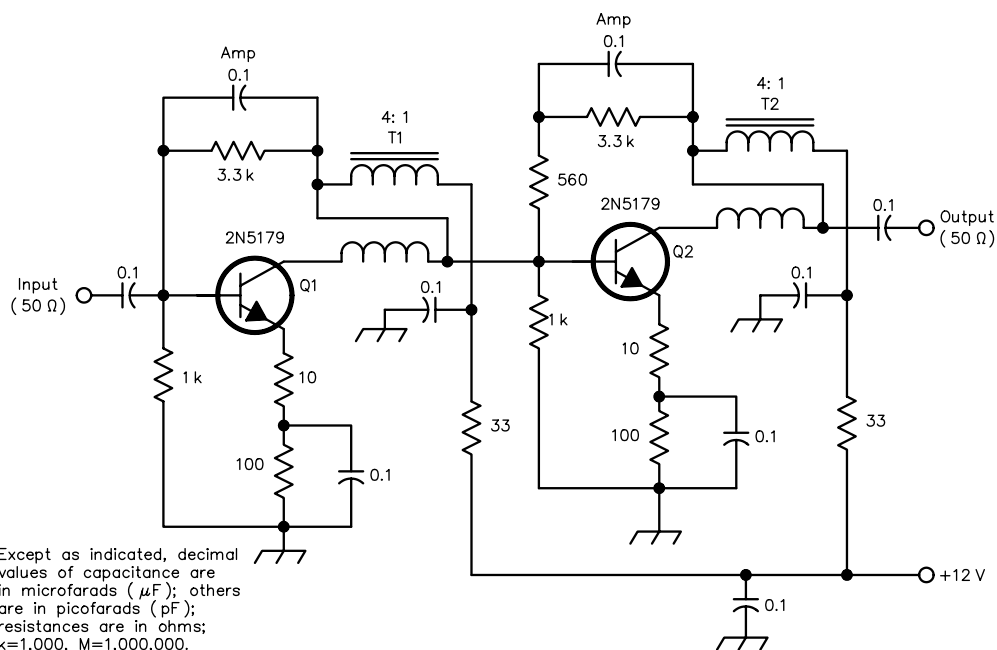 Amp
0.1
3.3 k
4: 1
T1
2N5179
Q1
Input
(50 Ω)
0.1
1 k
10
100
0.1
0.1
33
Amp
0.1
3.3 k
560
4: 1
T2
2N5179
Q2
0.1
Output
(50 Ω)
1 k
10
100
0.1
0.1
33
+12 V
0.1
Except as indicated, decimal
values of capacitance are
in microfarads (µF); others
are in picofarads (pF);
resistances are in ohms;
k=1,000, M=1,000,000.